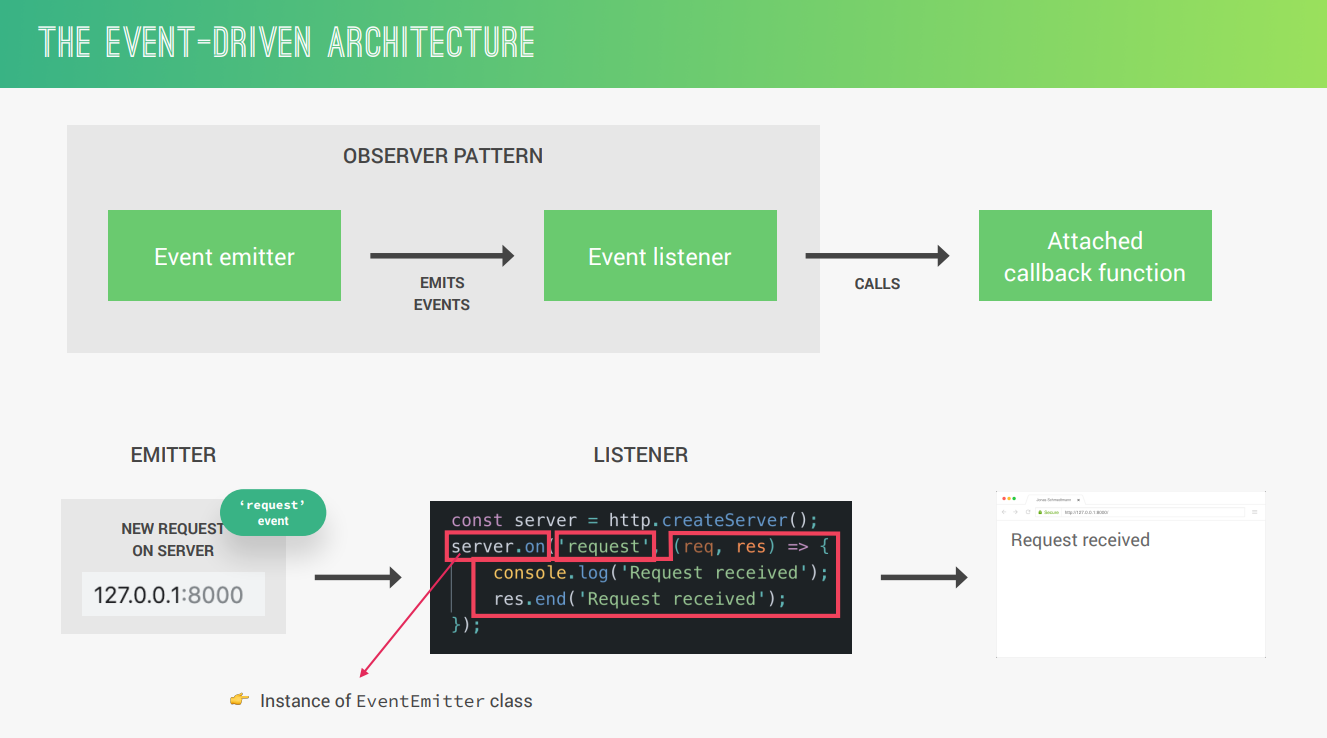 THE EVENT-DRIVEN ARCHITECTURE
OBSERVER PATTERN
Event emitter
EMITS
EVENTS
Event listener
CALLS
Attached
callback function
EMITTER
LISTENER
‘request’
event
NEW REQUEST
ON SERVER
127.0.0.1:8000
const server = http.createServer();
server.on('request', (req, res) => {
console.log('Request received');
res.end('Request received');
});
Jonas Schmedtmann
Secure
http://127.0.0.1:8000
Request received
👉 Instance of EventEmitter class